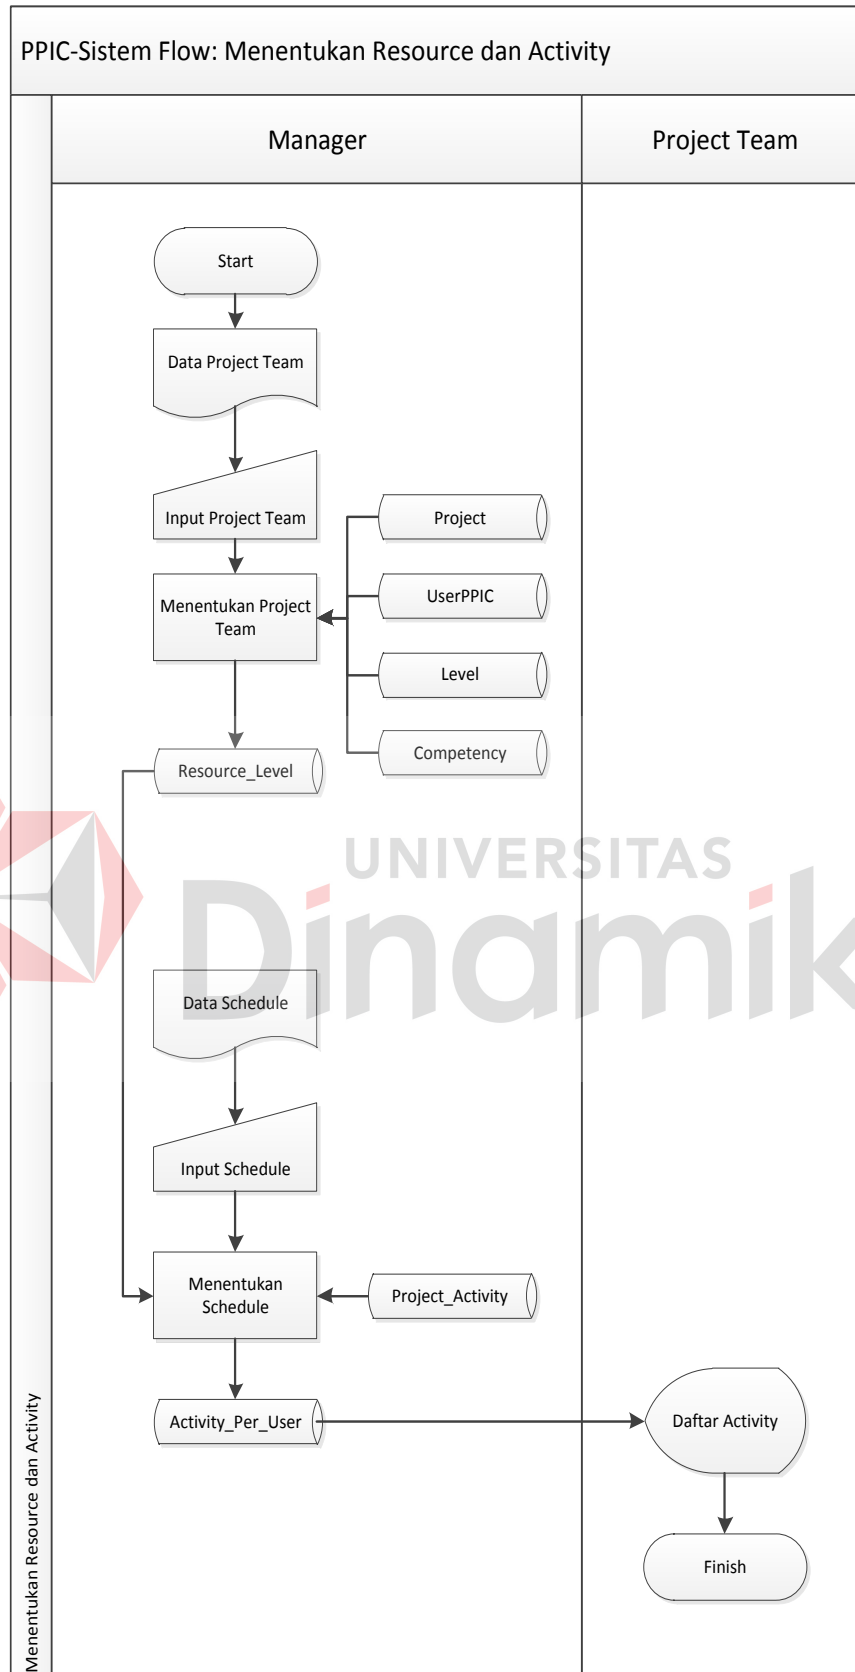 PPIC-Sistem Flow: Menentukan Resource dan Activity
Manager
Project Team
Start
Data Project Team
Input Project Team
Project
UserPPIC
Menentukan Project
Team
Level
Competency
Resource_Level
UNIVERSITAS
Dinamik
Data Schedule
Input Schedule
Menentukan
Schedule
Project_Activity
Activity_Per_User
Daftar Activity
Finish
Menentukan Resource dan Activity